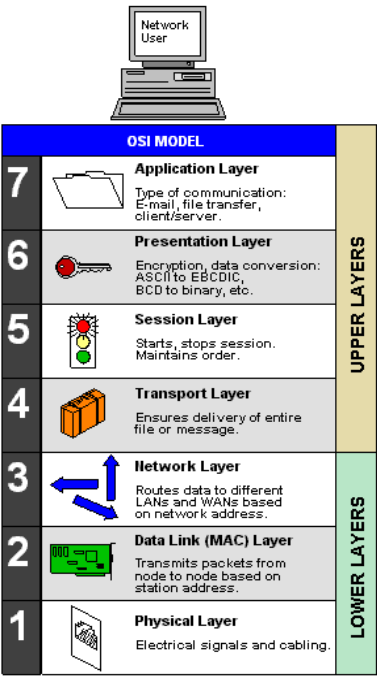 Network
User
OSI MODEL
7
Application Layer
Type of communication:
E-mail, file transfer,
client/server.
6
Presentation Layer
Encryption, data conversion:
ASCII to EBCDIC,
BCD to binary, etc.
5
Session Layer
Starts, stops session.
Maintains order.
4
Transport Layer
Ensures delivery of entire
file or message.
UPPER LAYERS
3
Network Layer
Routes data to different
LANs and WANs based
on network address.
2
Data Link (MAC) Layer
Transmits packets from
node to node based on
station address.
1
Physical Layer
Electrical signals and cabling.
LOWER LAYERS